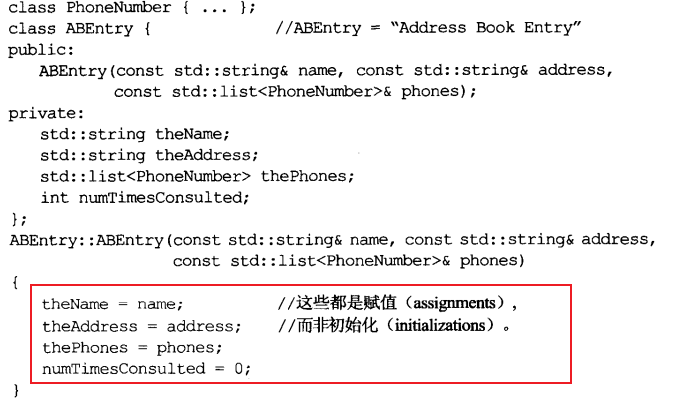 class PhoneNumber { ... };
class ABEntry {                //ABEntry = “Address Book Entry”
public:
    ABEntry(const std::string& name, const std::string& address,
            const std::list<PhoneNumber>& phones);
private:
    std::string theName;
    std::string theAddress;
    std::list<PhoneNumber> thePhones;
    int numTimesConsulted;
};
ABEntry::ABEntry(const std::string& name, const std::string& address,
                 const std::list<PhoneNumber>& phones)
{
    theName = name;            //这些都是赋值（assignments），
    theAddress = address;      //而非初始化（initializations）。
    thePhones = phones;
    numTimesConsulted = 0;
}